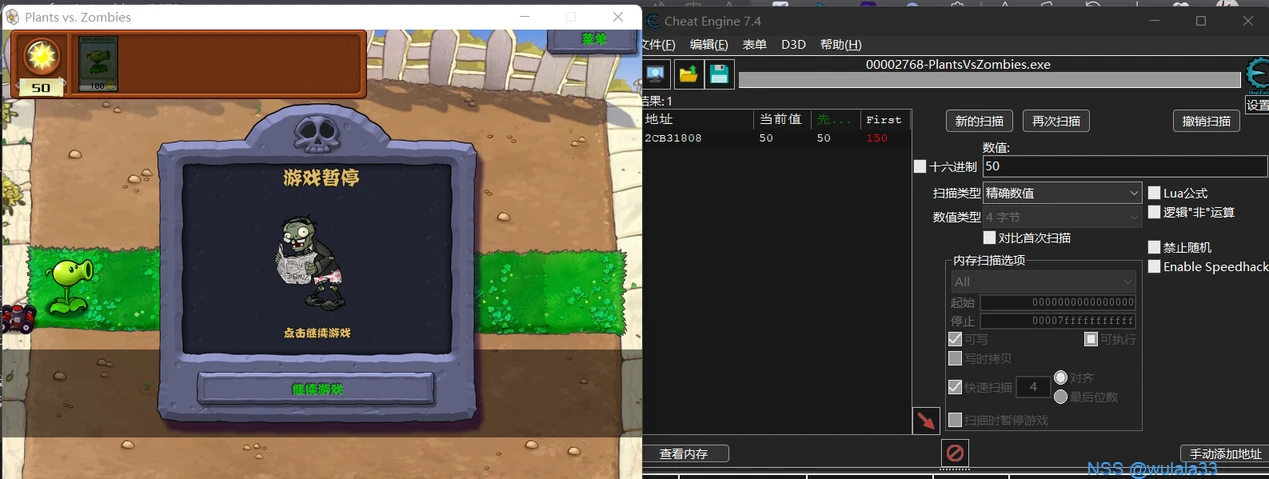 Plants vs. Zombies
50
100
菜单
游戏暂停
点击继续游戏
继续游戏
Cheat Engine 7.4
文件(F) 编辑(E) 表单 D3D 帮助(H)
00002768-PlantsVsZombies.exe
设置
结果: 1
地址 当前值 先... First
2CB31808 50 50 150
新的扫描 再次扫描 撤销扫描
数值:
十六进制 50
扫描类型 精确数值
Lua公式
数值类型 4 字节
逻辑"非"运算
对比首次扫描
禁止随机
内存扫描选项
Enable Speedhack
All
起始 0000000000000000
停止 00007fffffffffff
可写 可执行
写时拷贝
快速扫描 4 对齐
最后位数
扫描时暂停游戏
查看内存 手动添加地址
NSS @wulala33